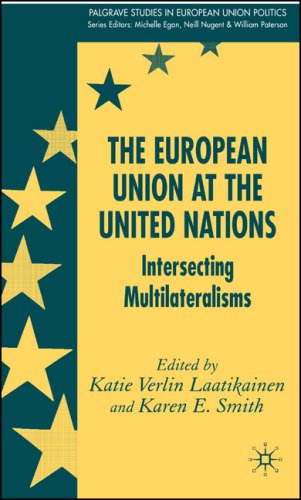 PALGRAVE STUDIES IN EUROPEAN UNION POLITICS
Series Editors: Michelle Egan, Neill Nugent & William Paterson
THE EUROPEAN
UNION AT THE
UNITED NATIONS
Intersecting
Multilateralisms
Edited by
Katie Verlin Laatikainen
and Karen E. Smith